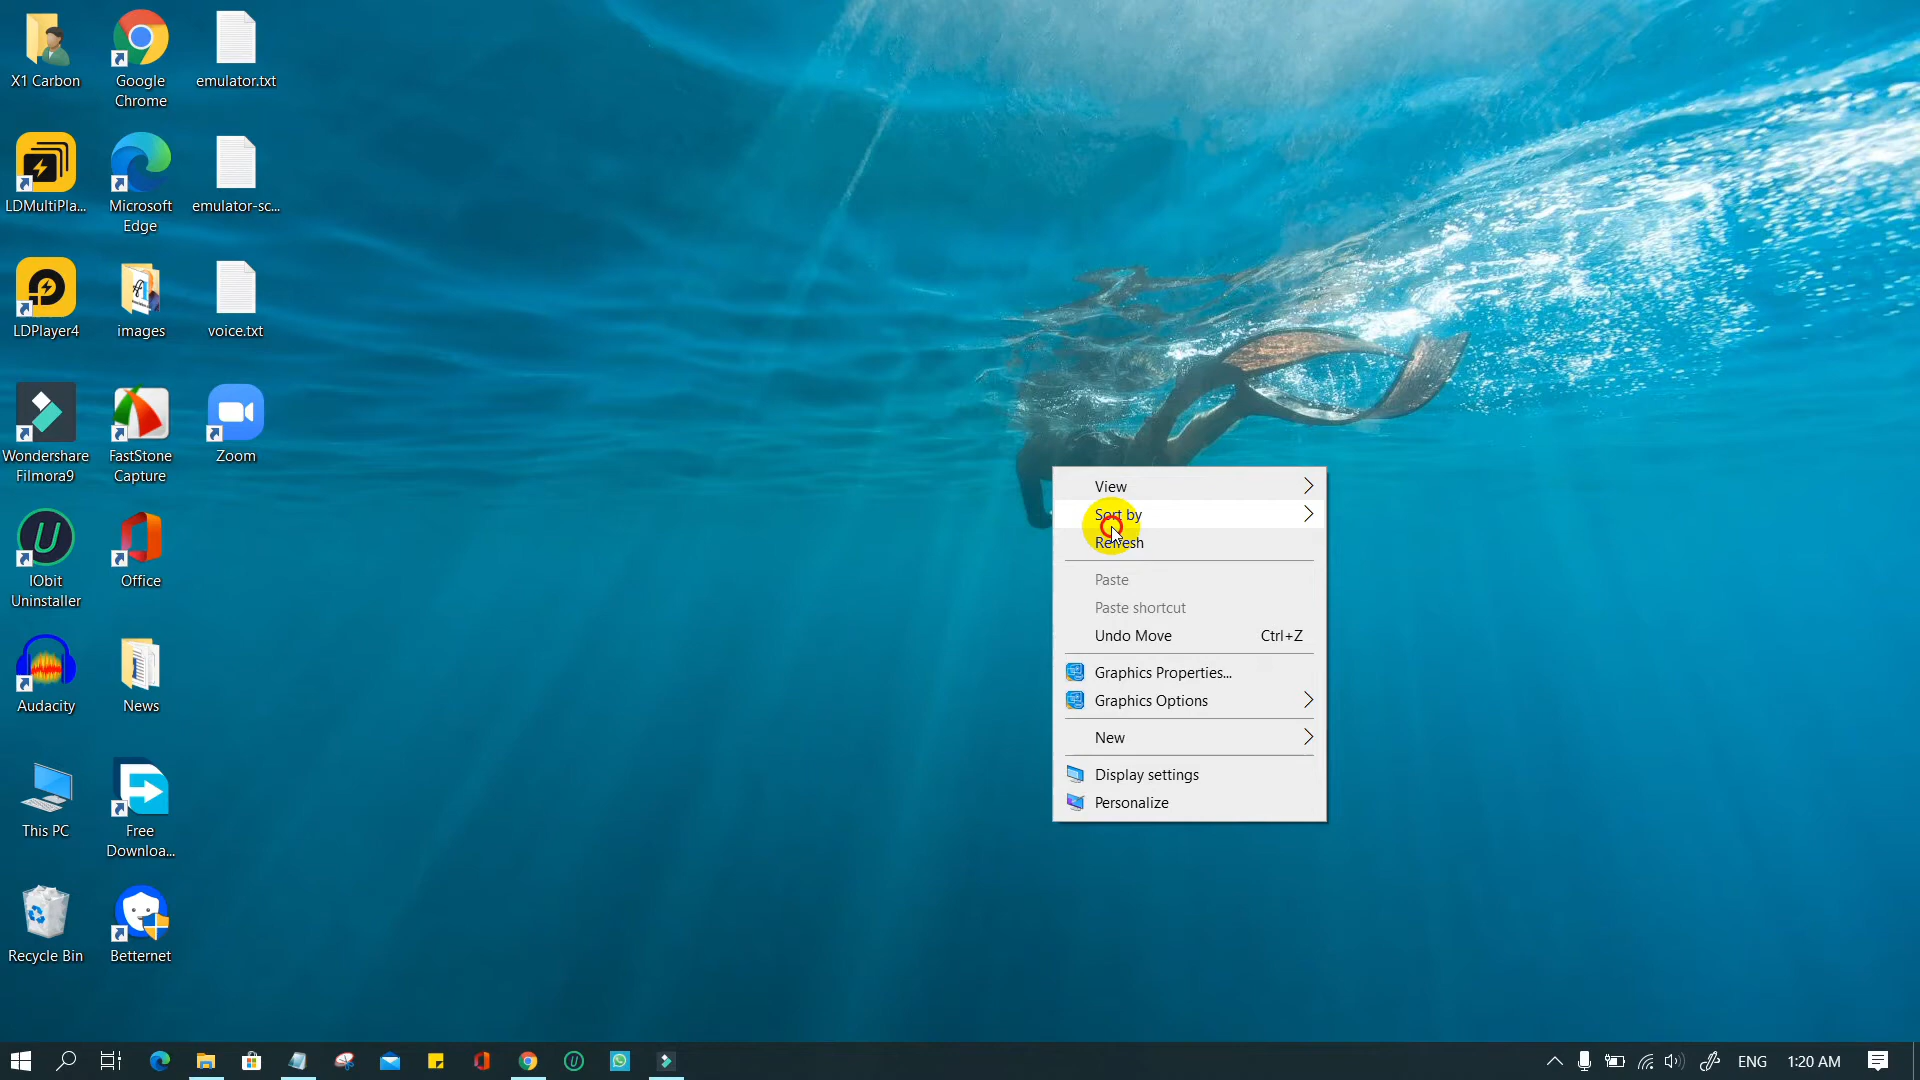 X1 Carbon
Google
Chrome
emulator.txt
LDMultiPla...
Microsoft
Edge
emulator-sc...
LDPlayer4
images
voice.txt
Wondershare
Filmora9
FastStone
Capture
Zoom
IObit
Uninstaller
Office
Audacity
News
This PC
Free
Downloa...
Recycle Bin
Betternet
View
Sort by
Refresh
Paste
Paste shortcut
Undo Move Ctrl+Z
Graphics Properties...
Graphics Options
New
Display settings
Personalize
ENG
1:20 AM